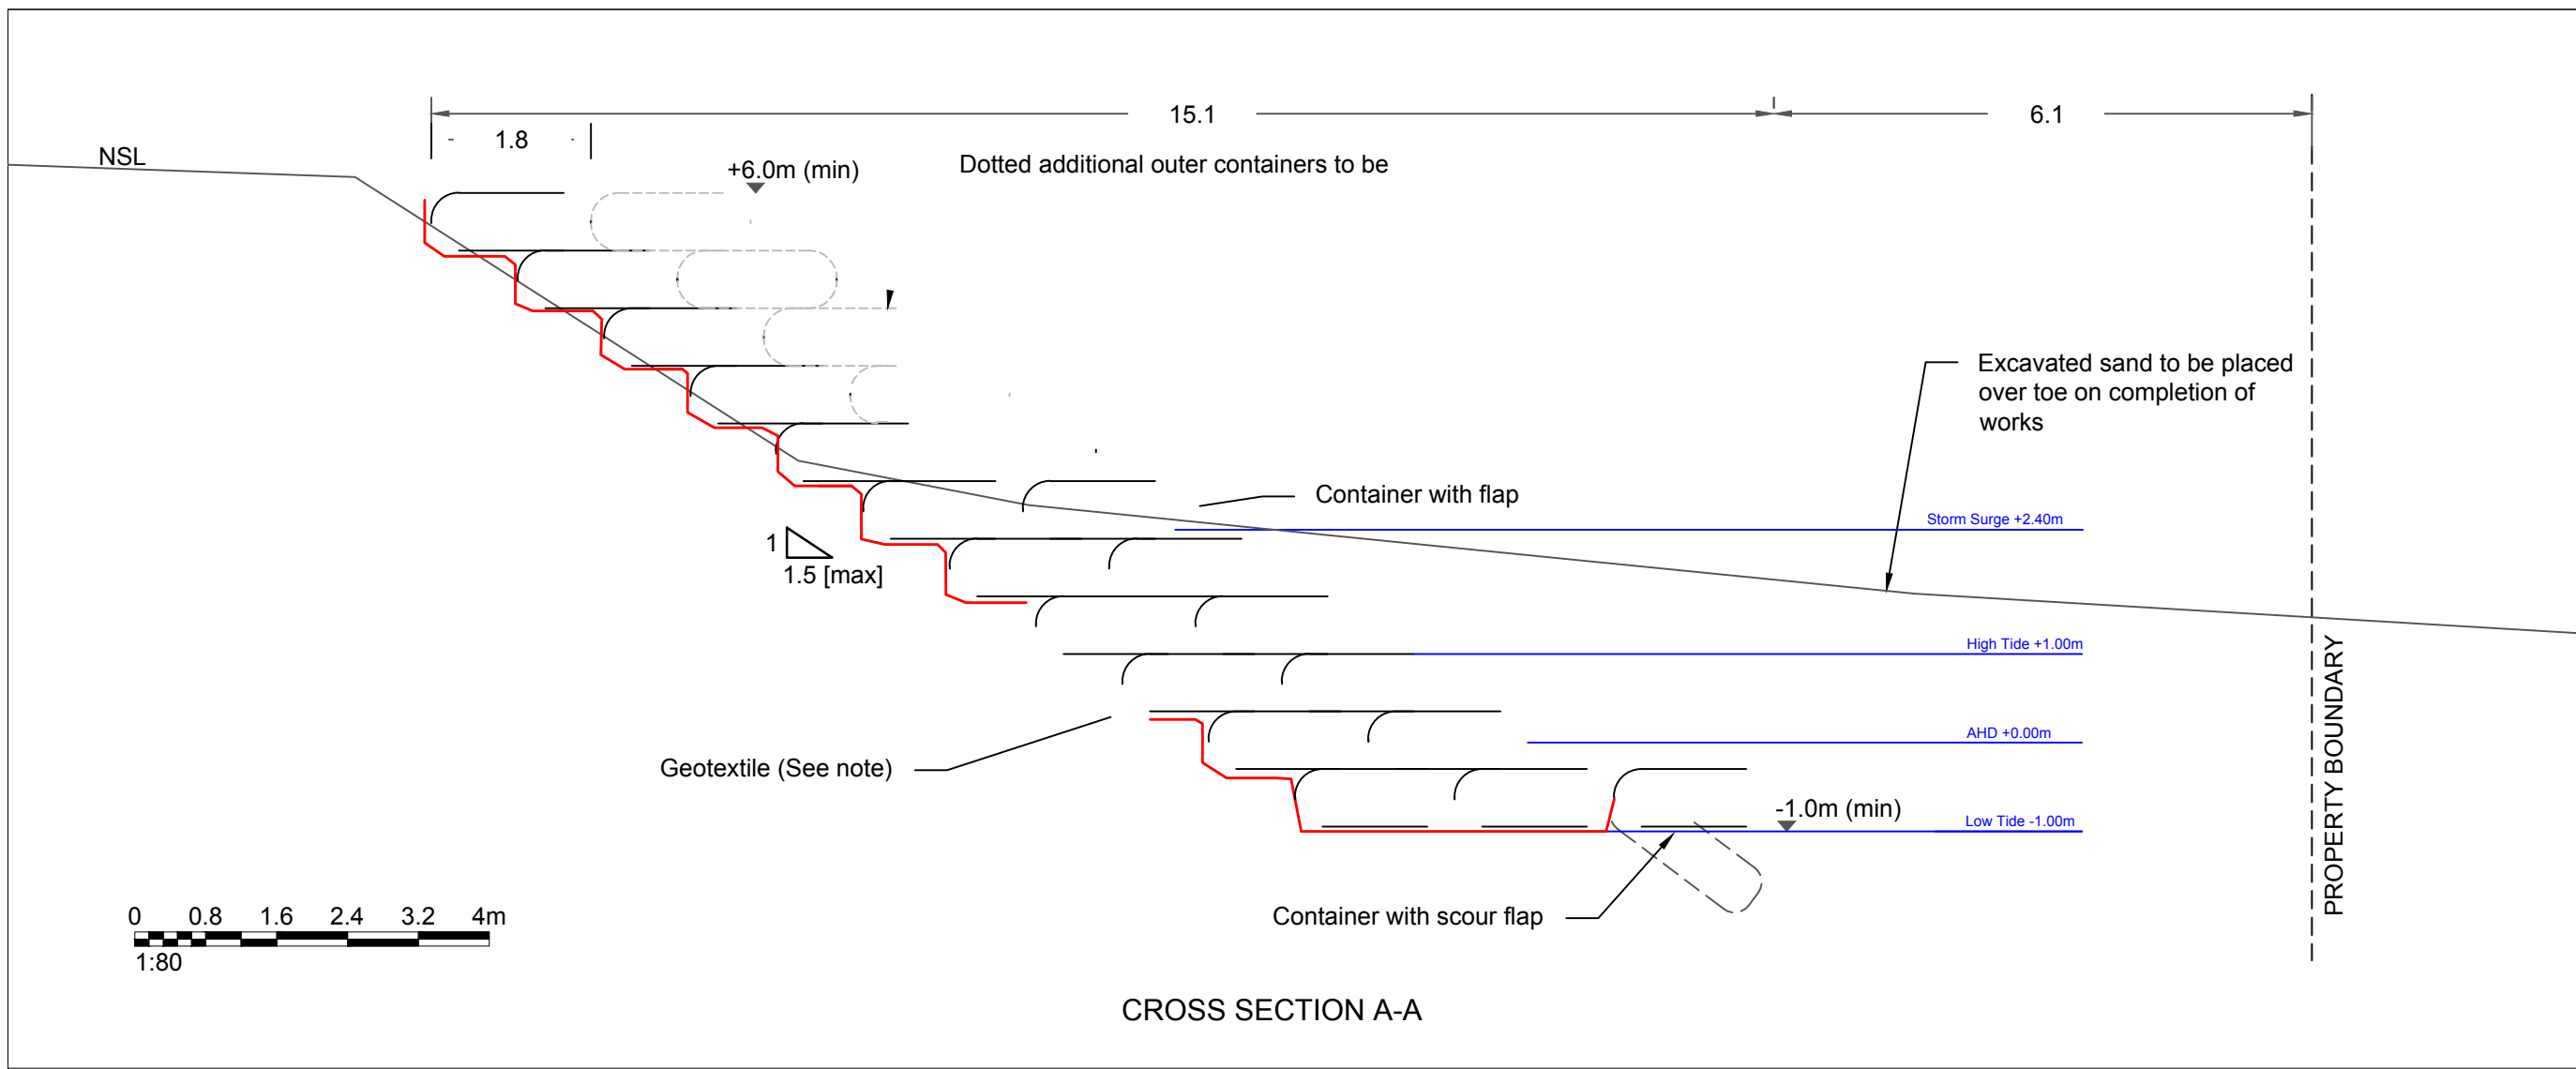 15.1
6.1
1.8
NSL
+6.0m (min)
Dotted additional outer containers to be
Excavated sand to be placed
over toe on completion of
works
Container with flap
Storm Surge +2.40m
1
1.5 [max]
High Tide +1.00m
PROPERTY BOUNDARY
AHD +0.00m
Geotextile (See note)
-1.0m (min)
Low Tide -1.00m
Container with scour flap
0 0.8 1.6 2.4 3.2 4m
1:80
CROSS SECTION A-A